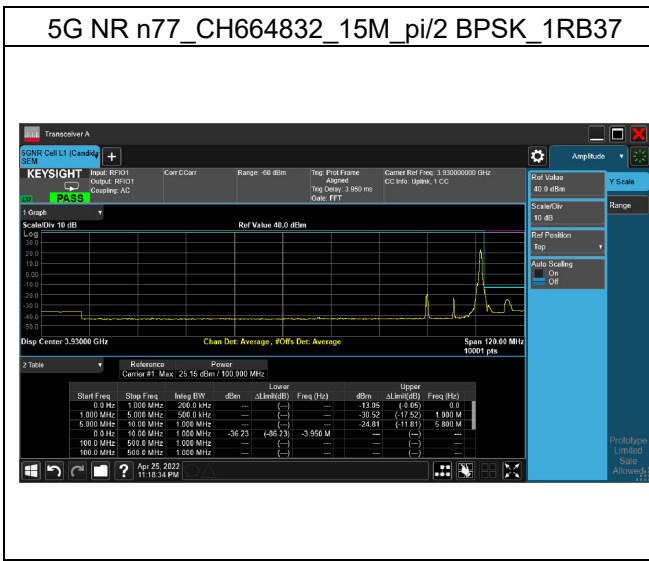 5G NR n77_CH664832_15M_pi/2 BPSK_1RB37
Transceiver A
5GNR Cell L1 (Candida
SEM
Amplitude
KEYSIGHT
Input: RFIO1
Output: RFIO1
Coupling: AC
Corr CCorr
Range: -60 dBm
Trig: Prot Frame
Aligned
Trig Delay: 3.950 ms
Gate: FFT
Carrier Ref Freq: 3.930000000 GHz
CC Info: Uplink, 1 CC
LXI
PASS
Ref Value
40.0 dBm
Y Scale
Scale/Div
10 dB
Range
Ref Position
Top
Auto Scaling
On
Off
1 Graph
Scale/Div 10 dB
Ref Value 40.0 dBm
Log
30.0
20.0
10.0
0.00
-10.0
-20.0
-30.0
-40.0
-50.0
Disp Center 3.93000 GHz
Chan Det: Average , #Offs Det: Average
Span 120.00 MHz
10001 pts
2 Table
Reference Power
Carrier #1: Max 25.15 dBm / 100.000 MHz
Lower Upper
Start Freq Stop Freq Integ BW dBm ΔLimit(dB) Freq (Hz) dBm ΔLimit(dB) Freq (Hz)
0.0 Hz 1.000 MHz 200.0 kHz --- (---) --- -13.05 (-0.05) 0.0
1.000 MHz 5.000 MHz 500.0 kHz --- (---) --- -30.52 (-17.52) 1.000 M
5.000 MHz 10.00 MHz 1.000 MHz --- (---) --- -24.81 (-11.81) 5.800 M
0.0 Hz 10.00 MHz 1.000 MHz -36.23 (-86.23) -3.950 M --- (---) ---
100.0 MHz 500.0 MHz 1.000 MHz --- (---) --- --- (---) ---
100.0 MHz 500.0 MHz 1.000 MHz --- (---) --- --- (---) ---
Prototype
Limited
Sale
Allowed
?
Apr 25, 2022
11:18:34 PM